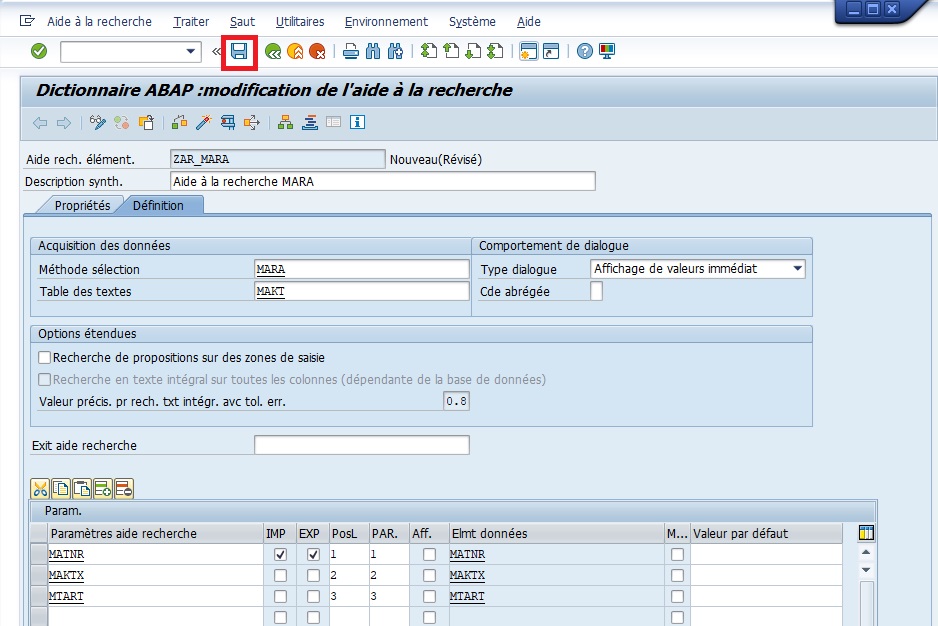 Aide à la recherche Traiter Saut Utilitaires Environnement Système Aide
Dictionnaire ABAP :modification de l'aide à la recherche
Aide rech. élément. ZAR_MARA Nouveau(Révisé)
Description synth. Aide à la recherche MARA
Propriétés Définition
Acquisition des données Comportement de dialogue
Méthode sélection MARA Type dialogue Affichage de valeurs immédiat
Table des textes MAKT Cde abrégée
Options étendues
Recherche de propositions sur des zones de saisie
Recherche en texte intégral sur toutes les colonnes (dépendante de la base de données)
Valeur précis. pr rech. txt intégr. avc tol. err. 0.8
Exit aide recherche
Param.
Paramètres aide recherche IMP EXP PosL PAR. Aff. Elmt données M... Valeur par défaut
MATNR 1 1 MATNR
MAKTX 2 2 MAKTX
MTART 3 3 MTART